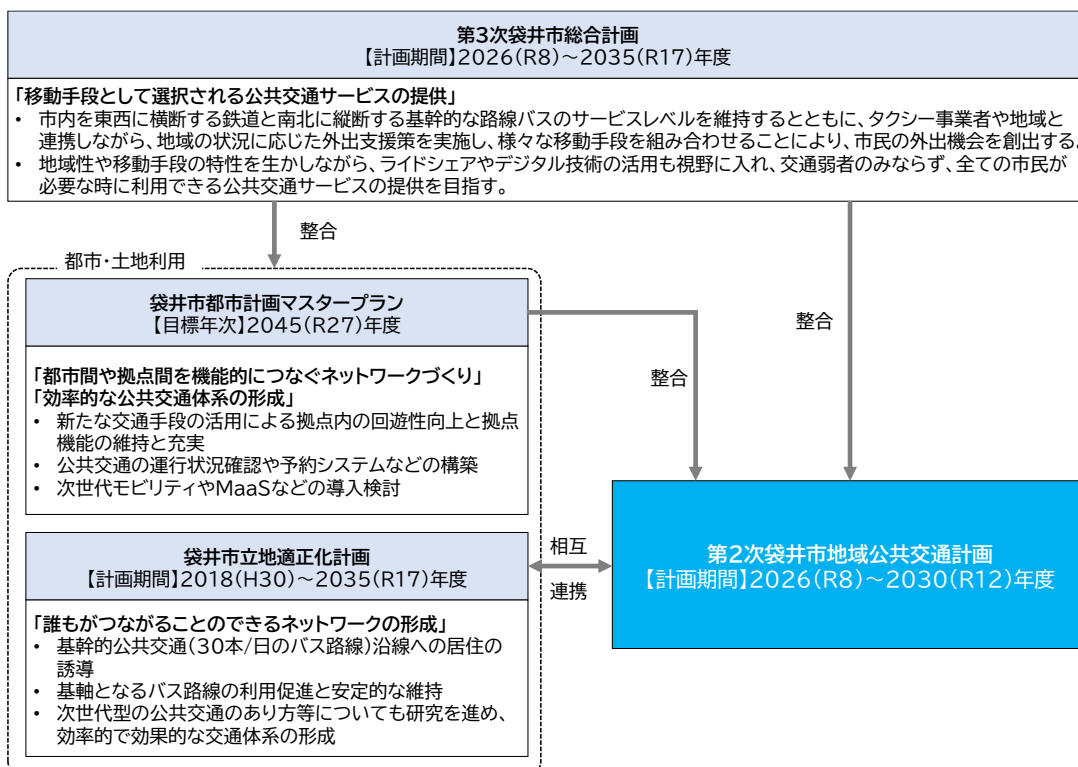 第3次袋井市総合計画
【計画期間】2026(R8)～2035(R17)年度
「移動手段として選択される公共交通サービスの提供」
• 市内を東西に横断する鉄道と南北に縦断する基幹的な路線バスのサービスレベルを維持するとともに、タクシー事業者や地域と
連携しながら、地域の状況に応じた外出支援策を実施し、様々な移動手段を組み合わせることにより、市民の外出機会を創出する。
• 地域性や移動手段の特性を生かしながら、ライドシェアやデジタル技術の活用も視野に入れ、交通弱者のみならず、全ての市民が
必要な時に利用できる公共交通サービスの提供を目指す。
整合
都市・土地利用
袋井市都市計画マスタープラン
【目標年次】2045(R27)年度
「都市間や拠点間を機能的につなぐネットワークづくり」
「効率的な公共交通体系の形成」
• 新たな交通手段の活用による拠点内の回遊性向上と拠点
機能の維持と充実
• 公共交通の運行状況確認や予約システムなどの構築
• 次世代モビリティやMaaSなどの導入検討
整合
整合
袋井市立地適正化計画
【計画期間】2018(H30)～2035(R17)年度
「誰もがつながることのできるネットワークの形成」
• 基幹的公共交通(30本/日のバス路線)沿線への居住の
誘導
• 基軸となるバス路線の利用促進と安定的な維持
• 次世代型の公共交通のあり方等についても研究を進め、
効率的で効果的な交通体系の形成
相互
連携
第2次袋井市地域公共交通計画
【計画期間】2026(R8)～2030(R12)年度